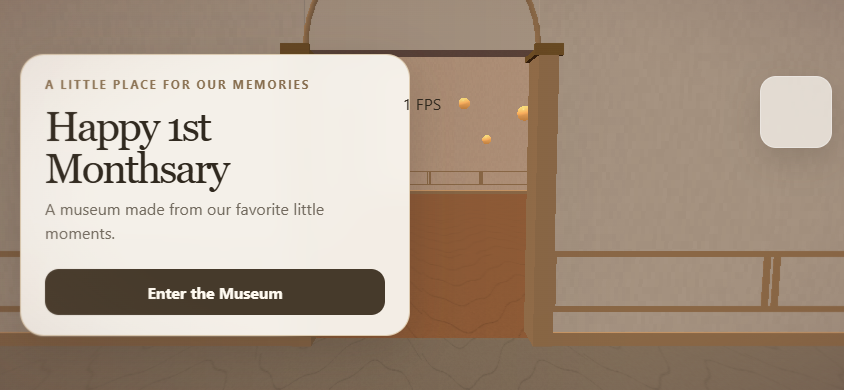 A LITTLE PLACE FOR OUR MEMORIES
Happy 1st
Monthsary
A museum made from our favorite little
moments.
Enter the Museum
1 FPS